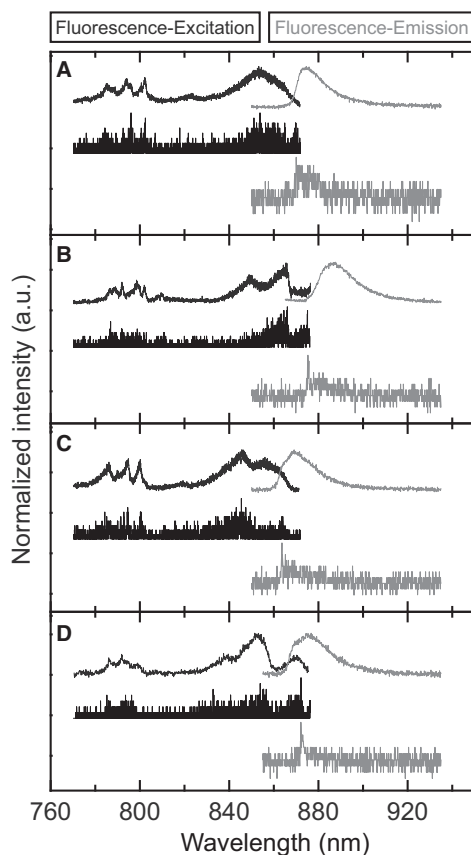 Fluorescence-Excitation Fluorescence-Emission
A
B
C
D
Normalized intensity (a.u.)
760 800 840 880 920
Wavelength (nm)